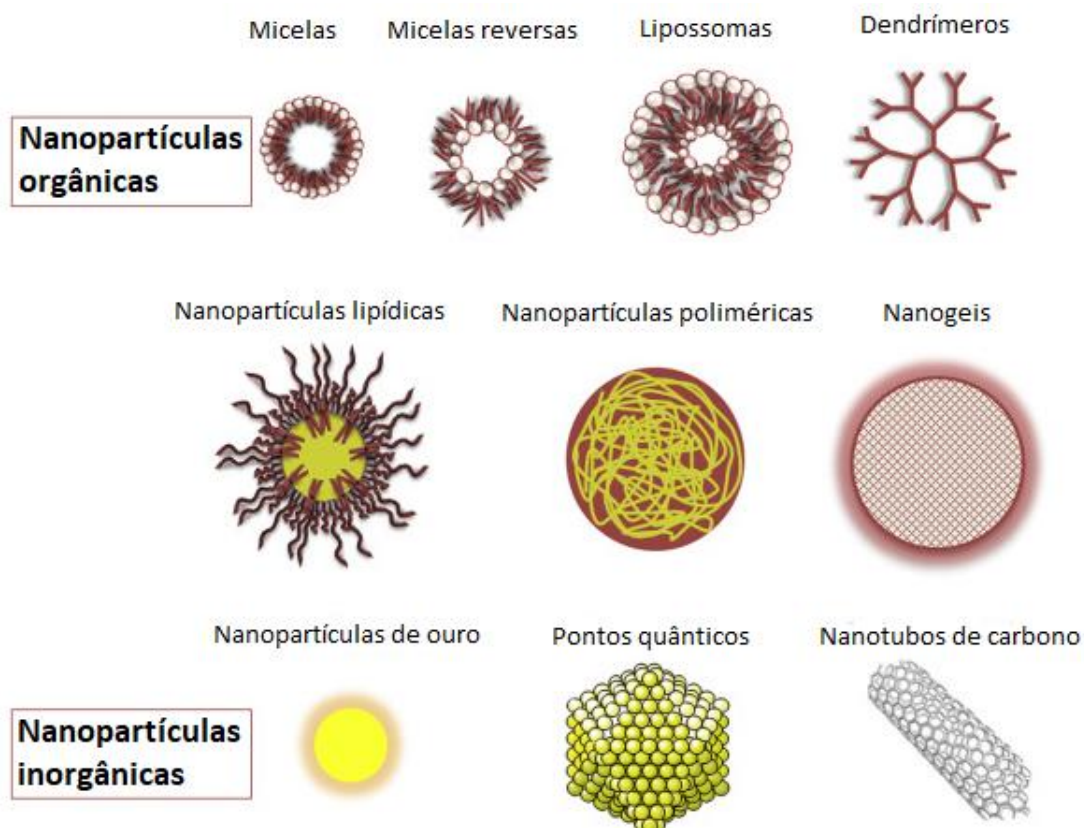 Micelas
Micelas reversas
Lipossomas
Dendrímeros
Nanopartículas
orgânicas
Nanopartículas lipídicas
Nanopartículas poliméricas
Nanogeis
Nanopartículas de ouro
Pontos quânticos
Nanotubos de carbono
Nanopartículas
inorgânicas